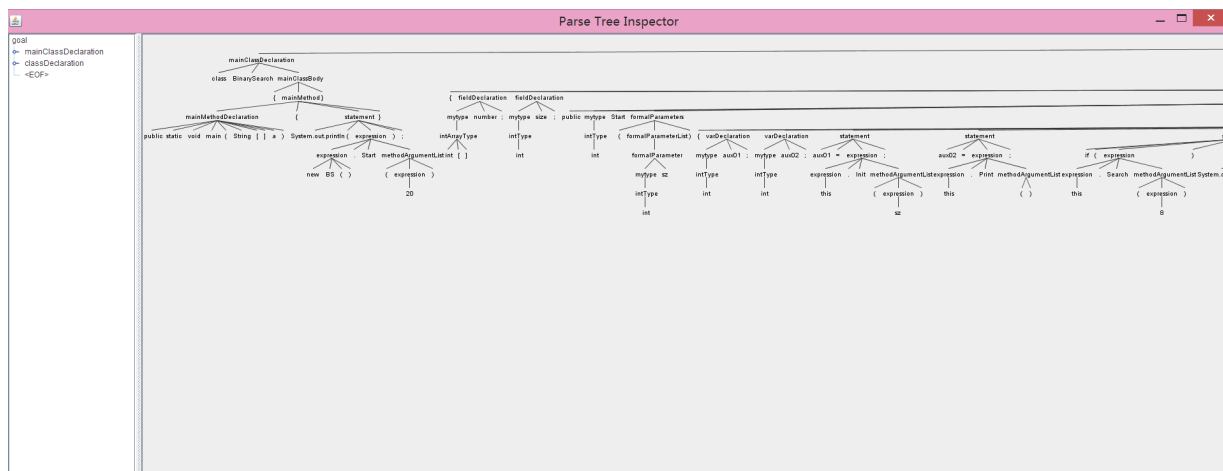 Parse Tree Inspector
goal
mainClassDeclaration
classDeclaration
<EOF>
mainClassDeclaration
class BinarySearch mainClassBody
{ mainMethod } { fieldDeclaration fieldDeclaration
mainMethodDeclaration { statement } mytype number ; mytype size ; public mytype Start formalParameters
public static void main ( String [ ] a ) System.out.println ( expression ) ; intArrayType intType intType ( formalParameterList ) { varDeclaration varDeclaration statement statement if ( expression )
expression . Start methodArgumentList int [ ] int int formalParameter mytype aux01 ; mytype aux02 ; aux01 = expression ; aux02 = expression ;
new BS ( ) ( expression ) mytype sz intType intType expression . Init methodArgumentList expression . Print methodArgumentList expression . Search methodArgumentList
20 intType int int this ( expression ) this ( ) this ( expression )
int sz 8